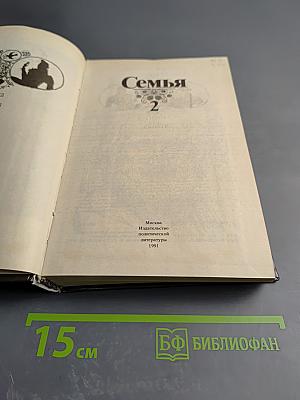 Семья
2
Москва
Издательство
политической
литературы
1991
15 см
БФ БИБЛИОФАН